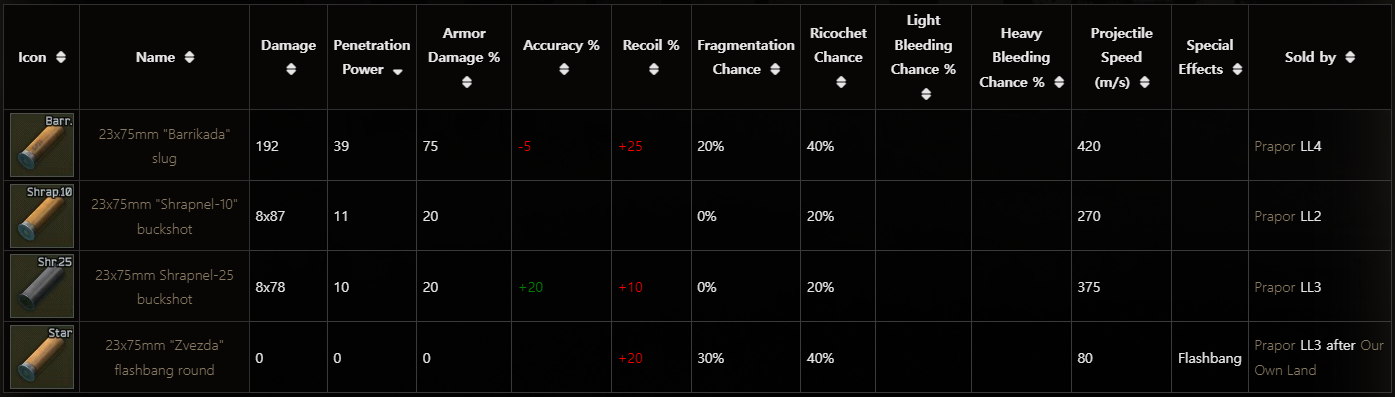 Icon Name Damage Penetration Power Armor Damage % Accuracy % Recoil % Fragmentation Chance Ricochet Chance Light Bleeding Chance % Heavy Bleeding Chance % Projectile Speed (m/s) Special Effects Sold by
Barr. 23x75mm "Barrikada" slug 192 39 75 -5 +25 20% 40% 420 Prapor LL4
Shrap.10 23x75mm "Shrapnel-10" buckshot 8x87 11 20 0% 20% 270 Prapor LL2
Shr.25 23x75mm Shrapnel-25 buckshot 8x78 10 20 +20 +10 0% 20% 375 Prapor LL3
Star 23x75mm "Zvezda" flashbang round 0 0 0 +20 30% 40% 80 Flashbang Prapor LL3 after Our Own Land